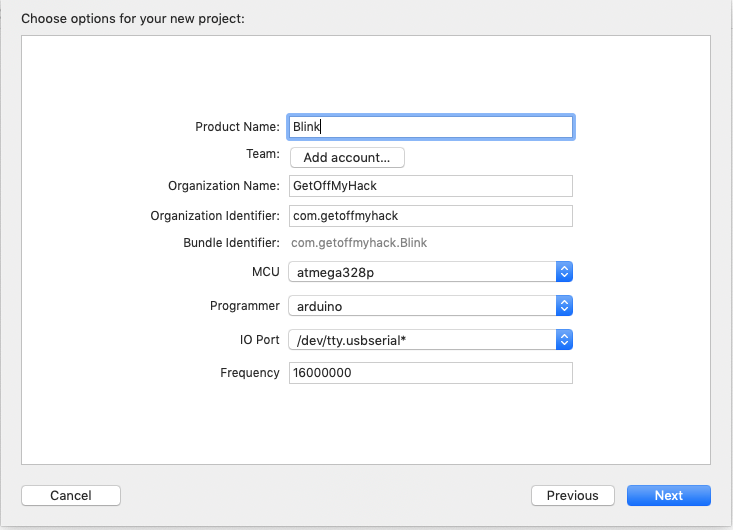 Choose options for your new project:
Product Name: Blink
Team: Add account...
Organization Name: GetOffMyHack
Organization Identifier: com.getoffmyhack
Bundle Identifier: com.getoffmyhack.Blink
MCU atmega328p
Programmer arduino
IO Port /dev/tty.usbserial*
Frequency 16000000
Cancel Previous Next